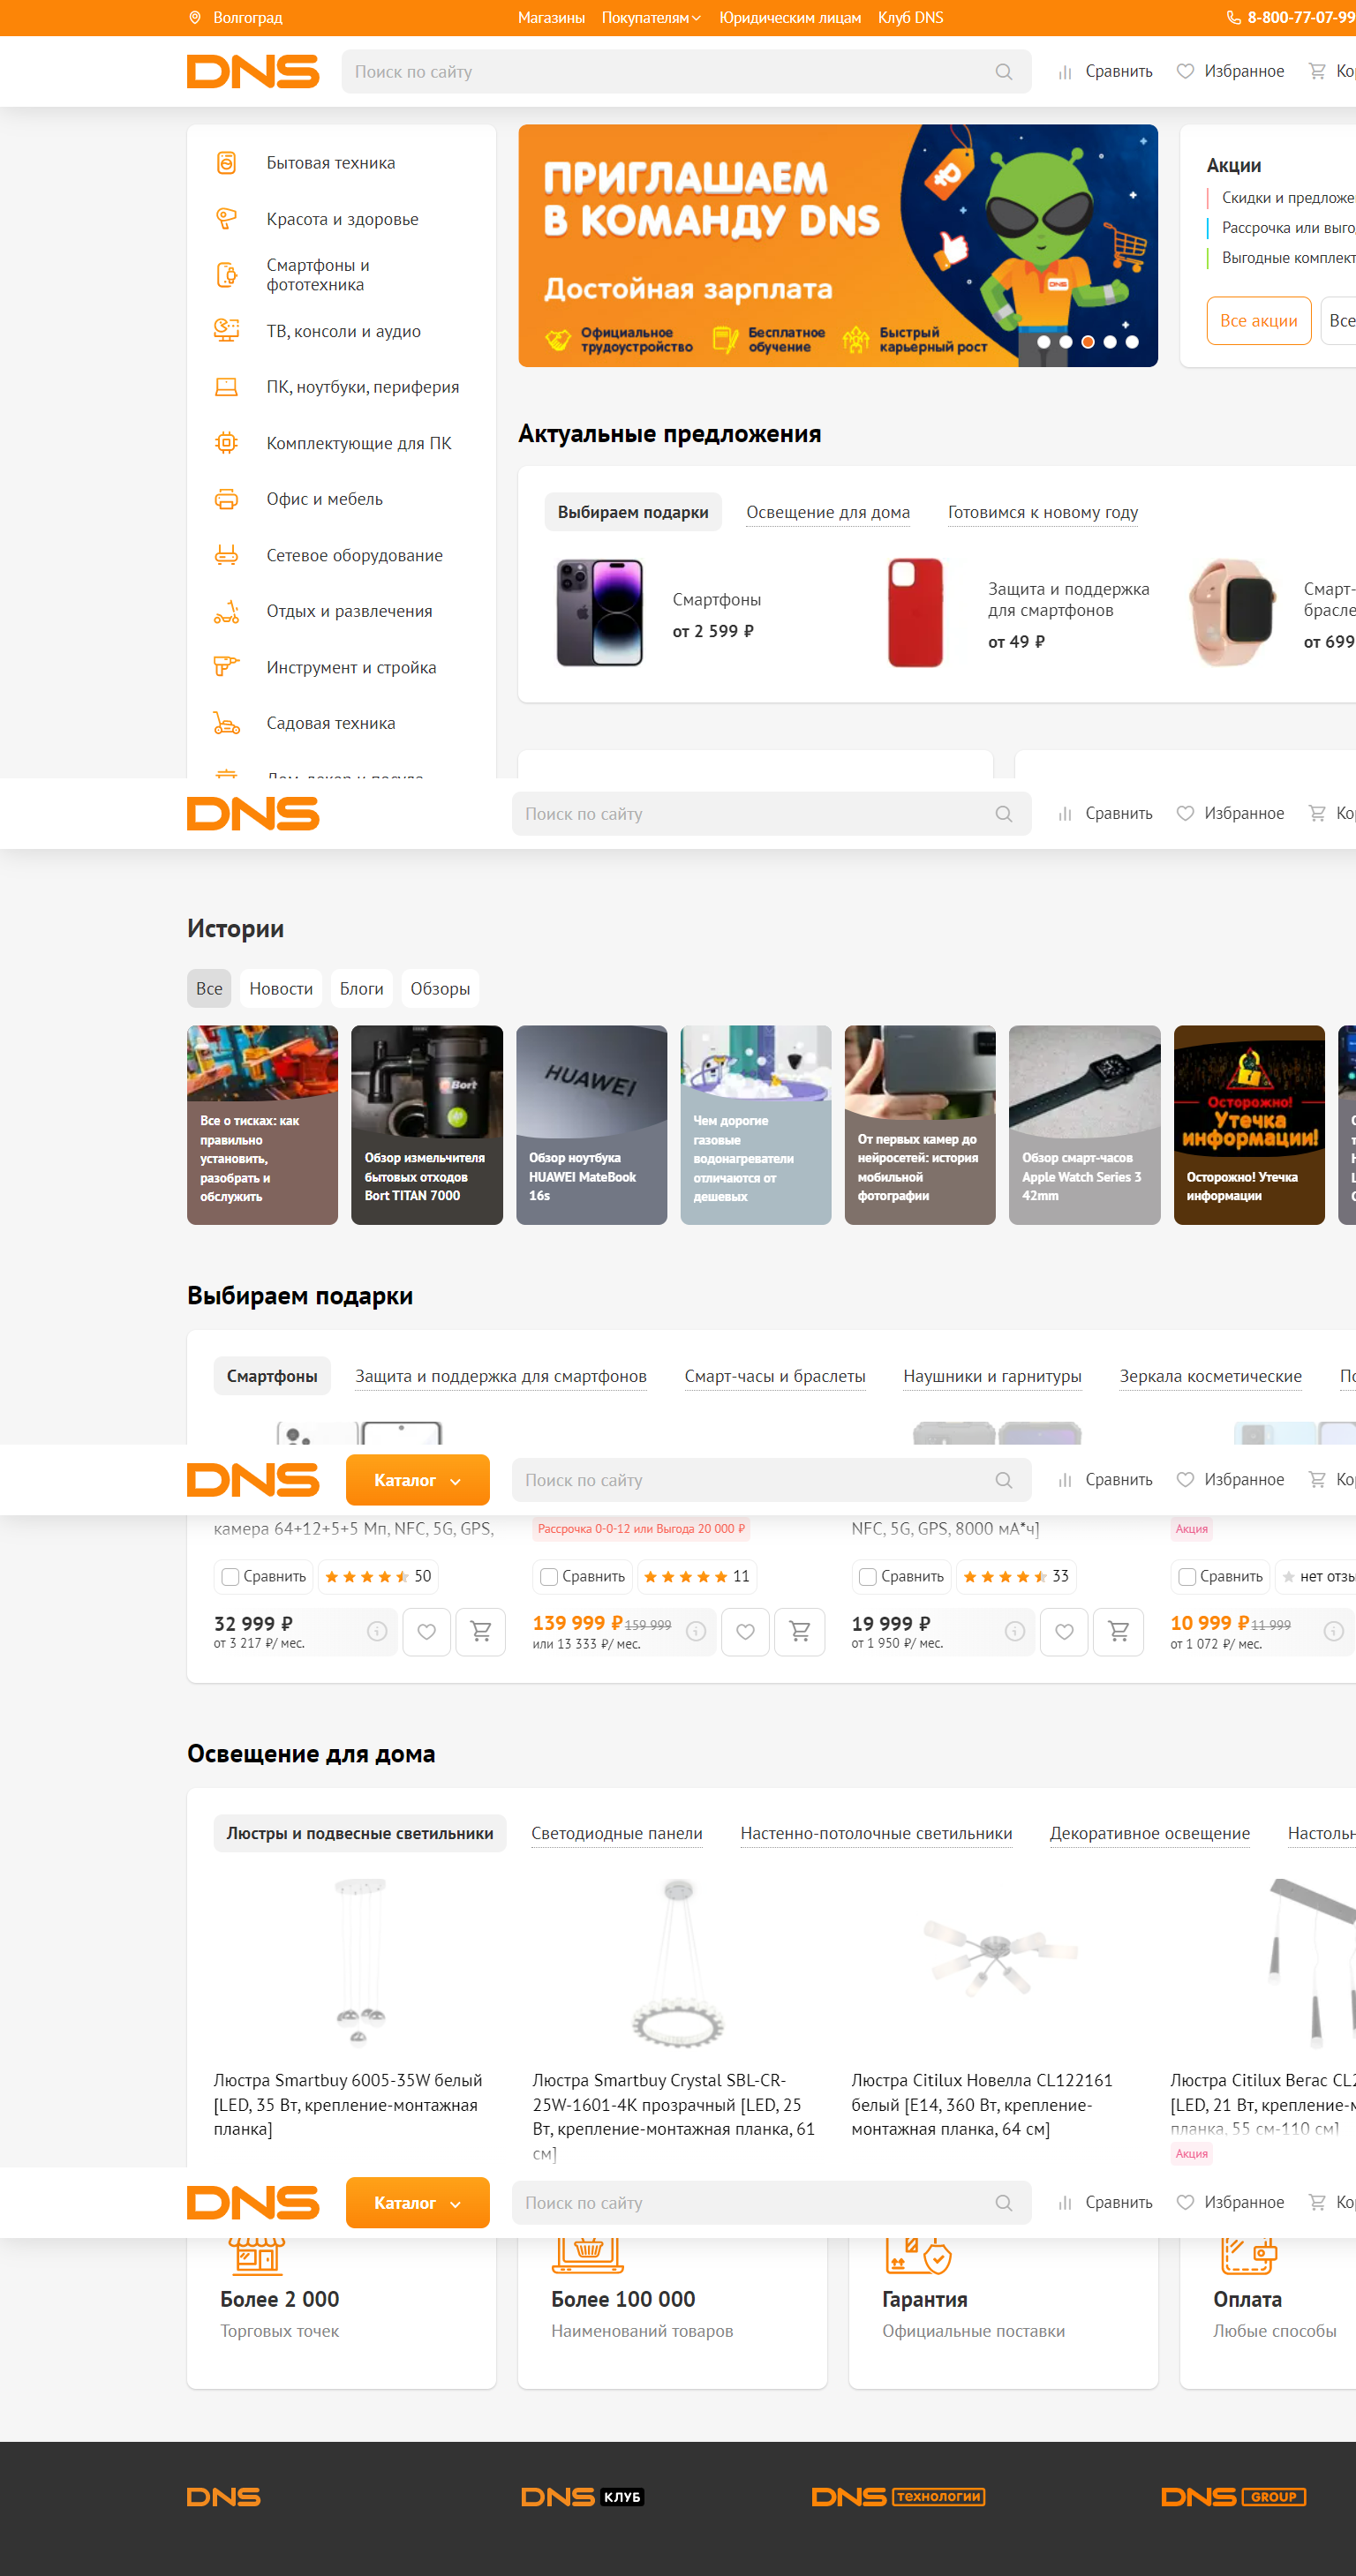 Волгоград
Магазины Покупателям Юридическим лицам Клуб DNS
8-800-77-07-99
DNS
Поиск по сайту
Сравнить
Избранное
Бытовая техника
Красота и здоровье
Смартфоны и
фототехника
ТВ, консоли и аудио
ПК, ноутбуки, периферия
Комплектующие для ПК
Офис и мебель
Сетевое оборудование
Отдых и развлечения
Инструмент и стройка
Садовая техника
ПРИГЛАШАЕМ
В КОМАНДУ DNS
Достойная зарплата
Официальное
трудоустройство
Бесплатное
обучение
Быстрый
карьерный рост
DNS
Акции
Скидки и предложе
Рассрочка или выго
Выгодные комплект
Все акции
Все
Актуальные предложения
Выбираем подарки
Освещение для дома
Готовимся к новому году
Смартфоны
от 2 599 ₽
Защита и поддержка
для смартфонов
от 49 ₽
Смарт-
брасле
от 699
DNS
Поиск по сайту
Сравнить
Избранное
Истории
Все
Новости
Блоги
Обзоры
Все о тисках: как
правильно
установить,
разобрать и
обслужить
Bort
Обзор измельчителя
бытовых отходов
Bort TITAN 7000
HUAWEI
Обзор ноутбука
HUAWEI MateBook
16s
Чем дорогие
газовые
водонагреватели
отличаются от
дешевых
От первых камер до
нейросетей: история
мобильной
фотографии
Обзор смарт-часов
Apple Watch Series 3
42mm
Осторожно!
Утечка
информации!
Осторожно! Утечка
информации
Выбираем подарки
Смартфоны
Защита и поддержка для смартфонов
Смарт-часы и браслеты
Наушники и гарнитуры
Зеркала косметические
DNS
Каталог
Поиск по сайту
Сравнить
Избранное
камера 64+12+5+5 Мп, NFC, 5G, GPS,
Рассрочка 0-0-12 или Выгода 20 000 ₽
NFC, 5G, GPS, 8000 мА*ч]
Акция
Сравнить 50
Сравнить 11
Сравнить 33
Сравнить нет отзы
32 999 ₽
от 3 217 ₽/ мес.
139 999 ₽ 159 999
или 13 333 ₽/ мес.
19 999 ₽
от 1 950 ₽/ мес.
10 999 ₽ 11 999
от 1 072 ₽/ мес.
Освещение для дома
Люстры и подвесные светильники
Светодиодные панели
Настенно-потолочные светильники
Декоративное освещение
Настольн
Люстра Smartbuy 6005-35W белый
[LED, 35 Вт, крепление-монтажная
планка]
Люстра Smartbuy Crystal SBL-CR-
25W-1601-4K прозрачный [LED, 25
Вт, крепление-монтажная планка, 61
см]
Люстра Citilux Новелла CL122161
белый [E14, 360 Вт, крепление-
монтажная планка, 64 см]
Люстра Citilux Вегас CL2
[LED, 21 Вт, крепление-м
планка, 55 см-110 см]
Акция
DNS
Каталог
Поиск по сайту
Сравнить
Избранное
Более 2 000
Торговых точек
Более 100 000
Наименований товаров
Гарантия
Официальные поставки
Оплата
Любые способы
DNS
DNS КЛУБ
DNS технологии
DNS GROUP